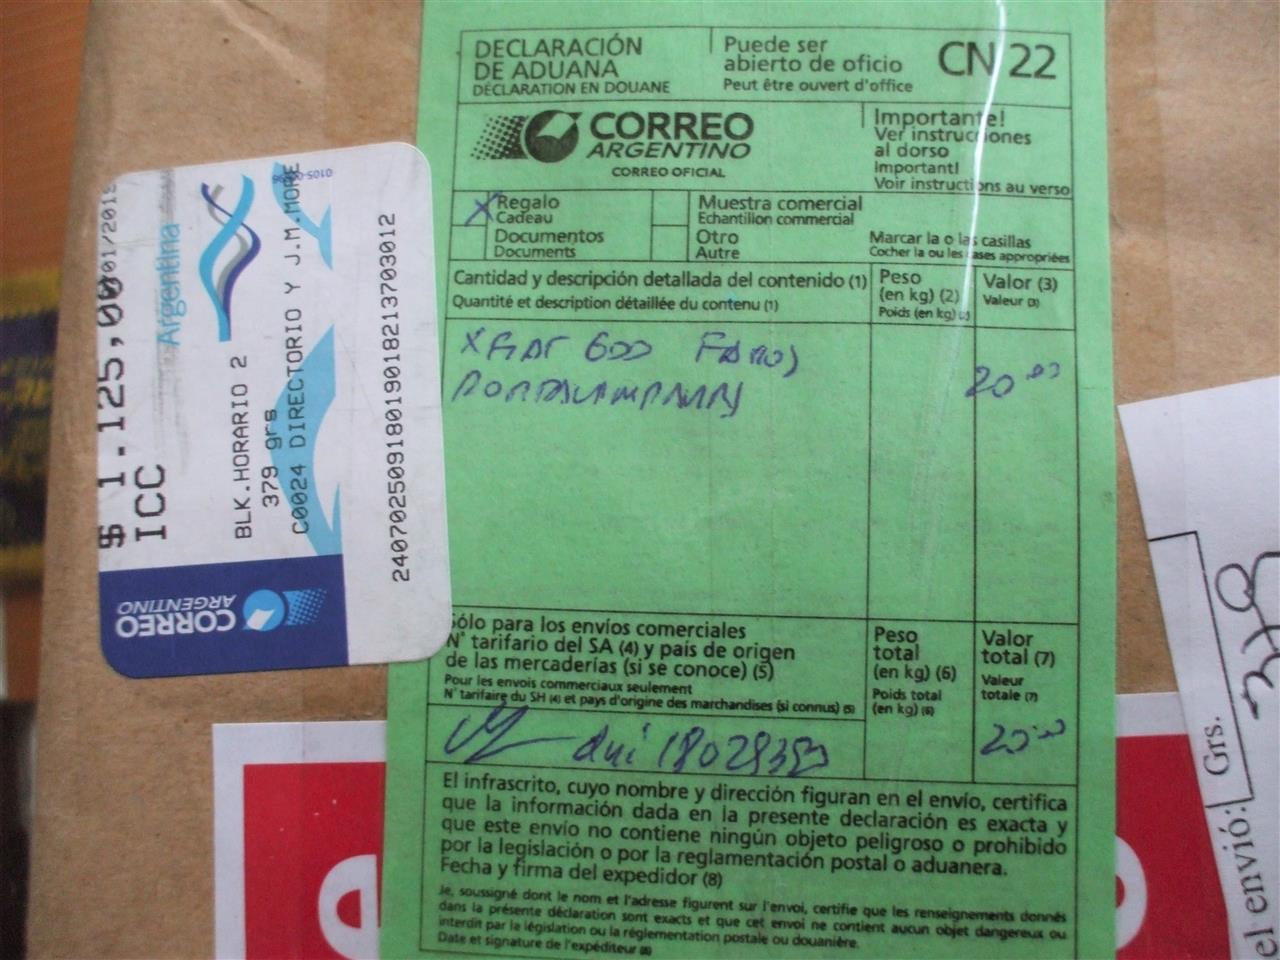 DECLARACIÓN
DE ADUANA
DÉCLARATION EN DOUANE
Puede ser
abierto de oficio
Peut être ouvert d'office
CN 22
CORREO
ARGENTINO
CORREO OFICIAL
Importante!
Ver instrucciones
al dorso
Important!
Voir instructions au verso
X Regalo
Cadeau
Documentos
Documents
Muestra comercial
Echantillon commercial
Otro
Autre
Marcar la o las casillas
Cocher la ou les cases appropriées
Cantidad y descripción detallada del contenido (1)
Quantité et description détaillée du contenu (1)
Peso
(en kg) (2)
Poids (en kg)
Valor (3)
Valeur (3)
600
20
Sólo para los envíos comerciales
N° tarifario del SA (4) y país de origen
de las mercaderías (si se conoce) (5)
Pour les envois commerciaux seulement
N° tarifaire du SH (4) et pays d'origine des marchandises (si connus) (5)
Peso
total
(en kg) (6)
Poids total
(en kg) (6)
Valor
total (7)
Valeur
totale (7)
20
El infrascrito, cuyo nombre y dirección figuran en el envío, certifica
que la información dada en la presente declaración es exacta y
que este envío no contiene ningún objeto peligroso o prohibido
por la legislación o por la reglamentación postal o aduanera.
Fecha y firma del expedidor (8)
Je, soussigné dont le nom et l'adresse figurent sur l'envoi, certifie que les renseignements donnés
dans la présente déclaration sont exacts et que cet envoi ne contient aucun objet dangereux ou
interdit par la législation ou la réglementation postale ou douanière.
Date et signature de l'expéditeur (8)
$ 1.125,00
ICC
Argentina
BLK.HORARIO 2
379 grs
C0024 DIRECTORIO Y J.M.MORE
24070250918019018213703012
CORREO
ARGENTINO
Grs.
el envió: